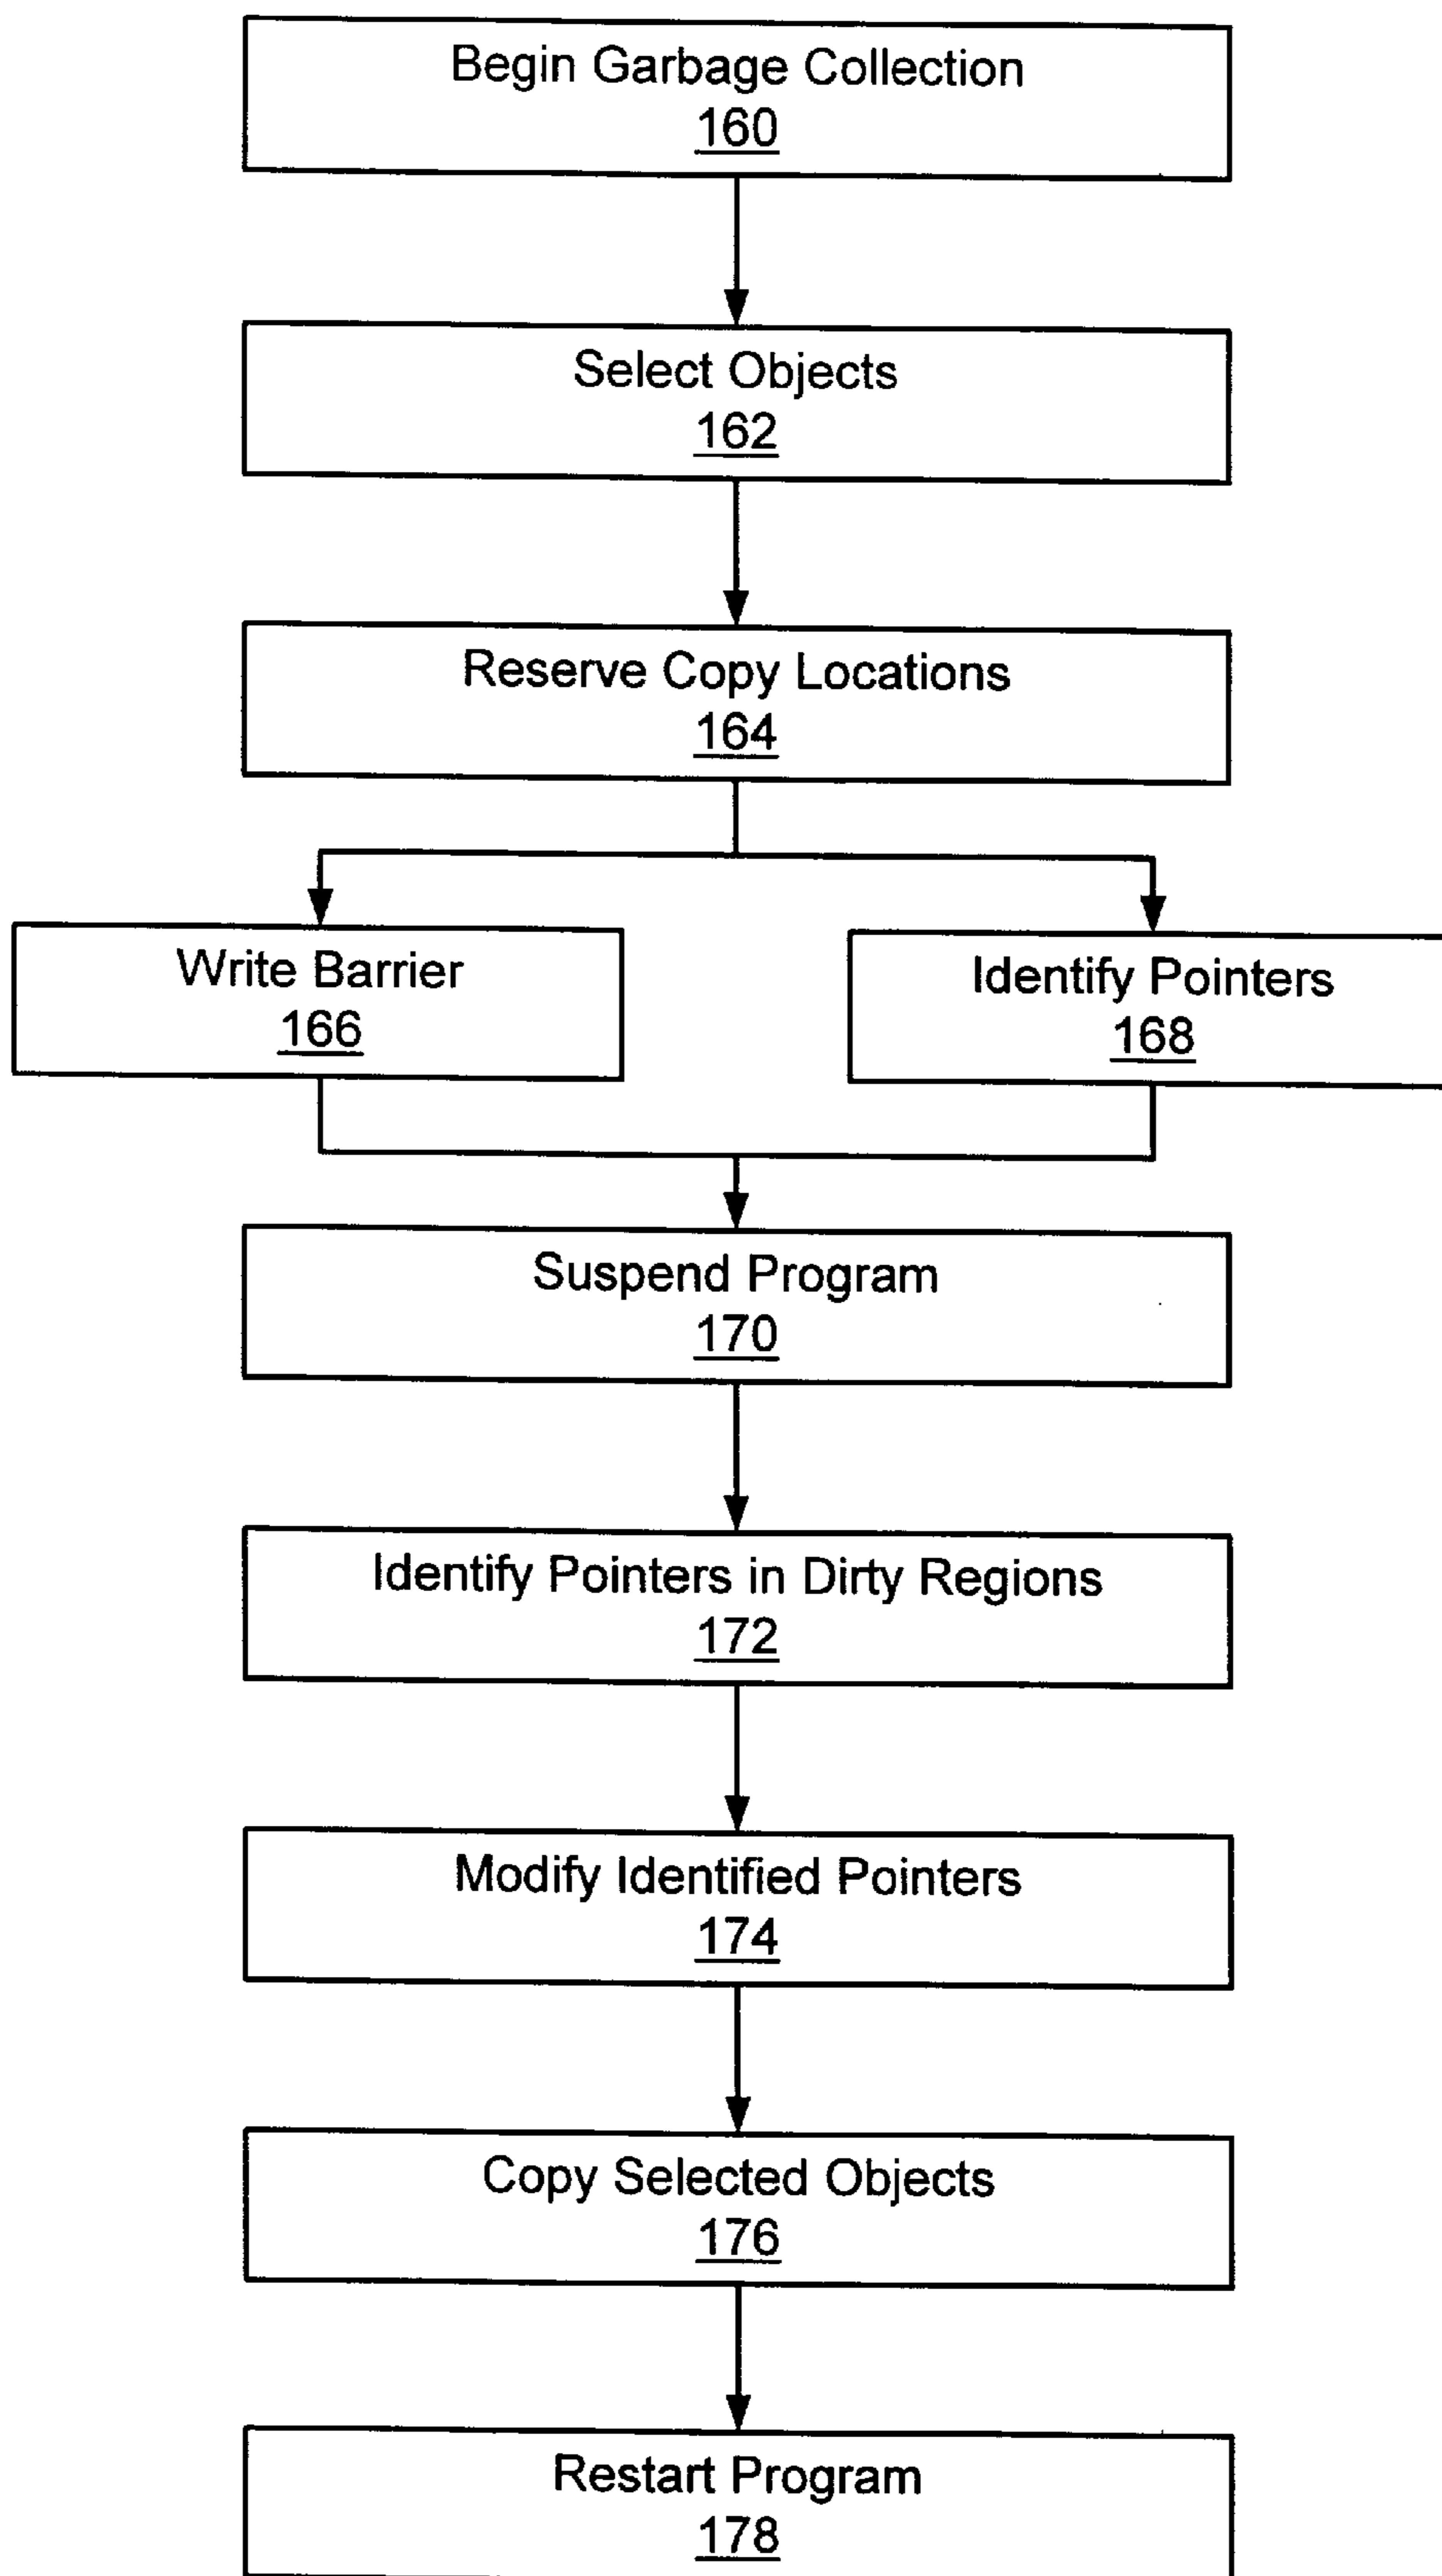 Begin Garbage Collection
160
Select Objects
162
Reserve Copy Locations
164
Write Barrier
166
Identify Pointers
168
Suspend Program
170
Identify Pointers in Dirty Regions
172
Modify Identified Pointers
174
Copy Selected Objects
176
Restart Program
178